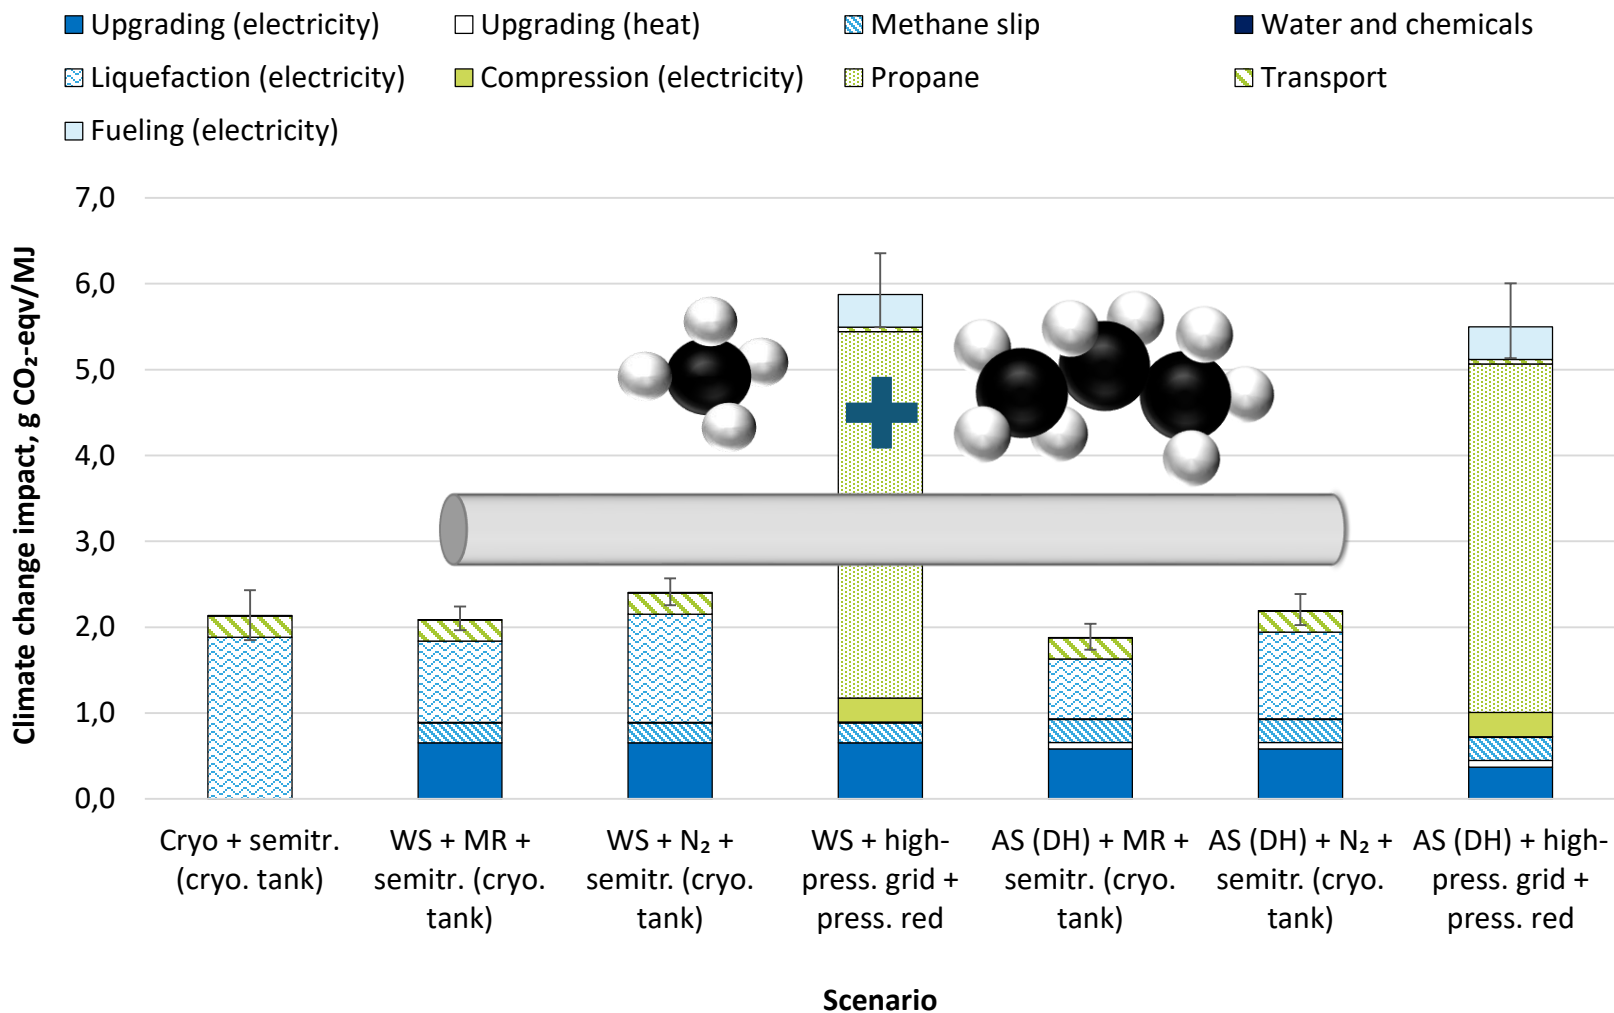 Upgrading (electricity) Upgrading (heat) Methane slip Water and chemicals
Liquefaction (electricity) Compression (electricity) Propane Transport
Fueling (electricity)
Climate change impact, g CO₂-eqv/MJ
7,0
6,0
5,0
4,0
3,0
2,0
1,0
0,0
Cryo + semitr.
(cryo. tank)
WS + MR +
semitr. (cryo.
tank)
WS + N₂ +
semitr. (cryo.
tank)
WS + high-
press. grid +
press. red
AS (DH) + MR +
semitr. (cryo.
tank)
AS (DH) + N₂ +
semitr. (cryo.
tank)
AS (DH) + high-
press. grid +
press. red
Scenario